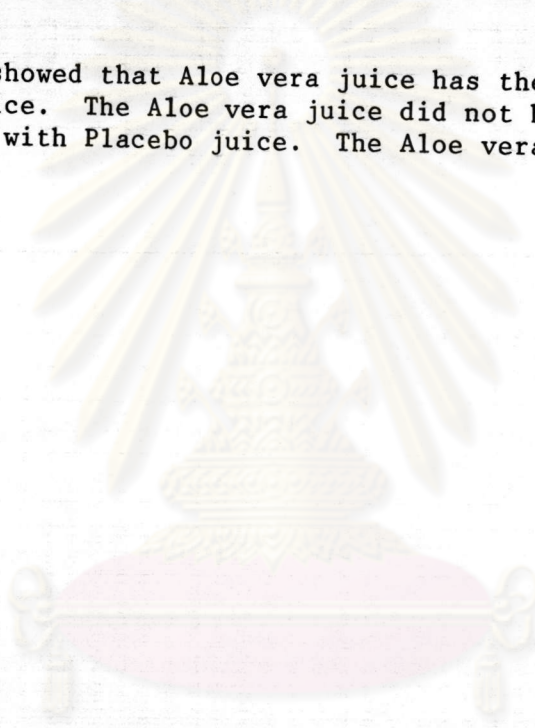 showed that Aloe vera juice has the
ice. The Aloe vera juice did not
with Placebo juice. The Aloe vera